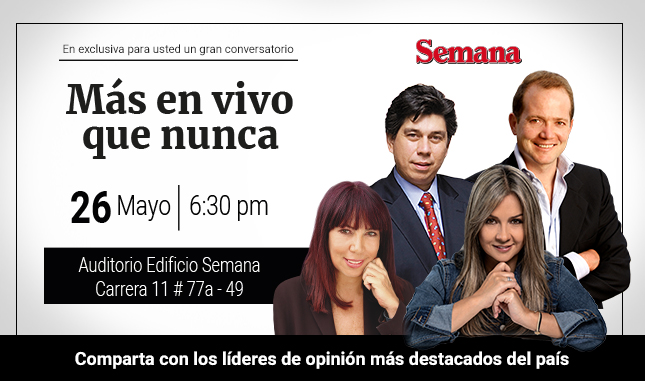 En exclusiva para usted un gran conversatorio
Semana
Más en vivo
que nunca
26 Mayo | 6:30 pm
Auditorio Edificio Semana
Carrera 11 # 77a - 49
Comparta con los líderes de opinión más destacados del país